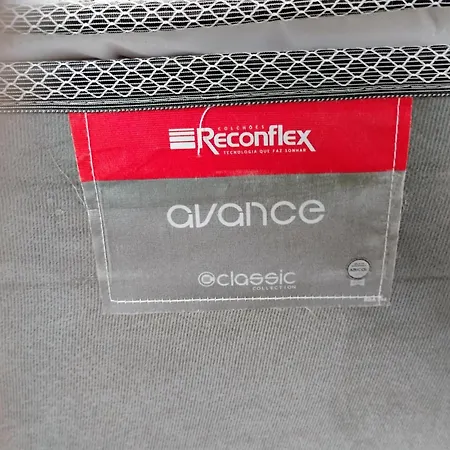 COLCHÕES
RECONFLEX
TECNOLOGIA QUE FAZ SONHAR
avance
classic
COLLECTION